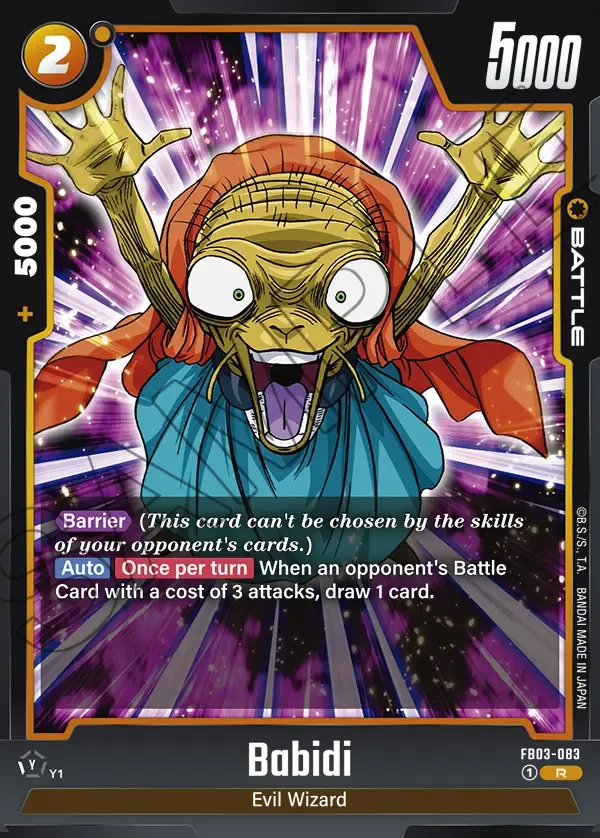 2
5000
+ 5000
BATTLE
SAMPLE
Barrier (This card can't be chosen by the skills
of your opponent's cards.)
Auto Once per turn When an opponent's Battle
Card with a cost of 3 attacks, draw 1 card.
©B.S./S., T.A. BANDAI MADE IN JAPAN
Y Y1
Babidi
FB03-083
1 R
Evil Wizard